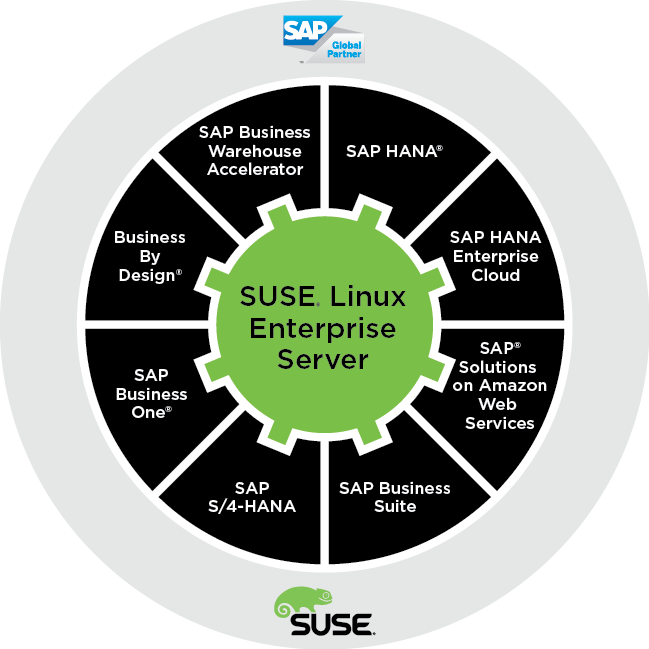 SAP
Global
Partner
SAP Business
Warehouse
Accelerator
SAP HANA®
SAP HANA
Enterprise
Cloud
SAP®
Solutions
on Amazon
Web
Services
SAP Business
Suite
SAP
S/4-HANA
SAP
Business
One®
Business
By
Design®
SUSE® Linux
Enterprise
Server
SUSE®